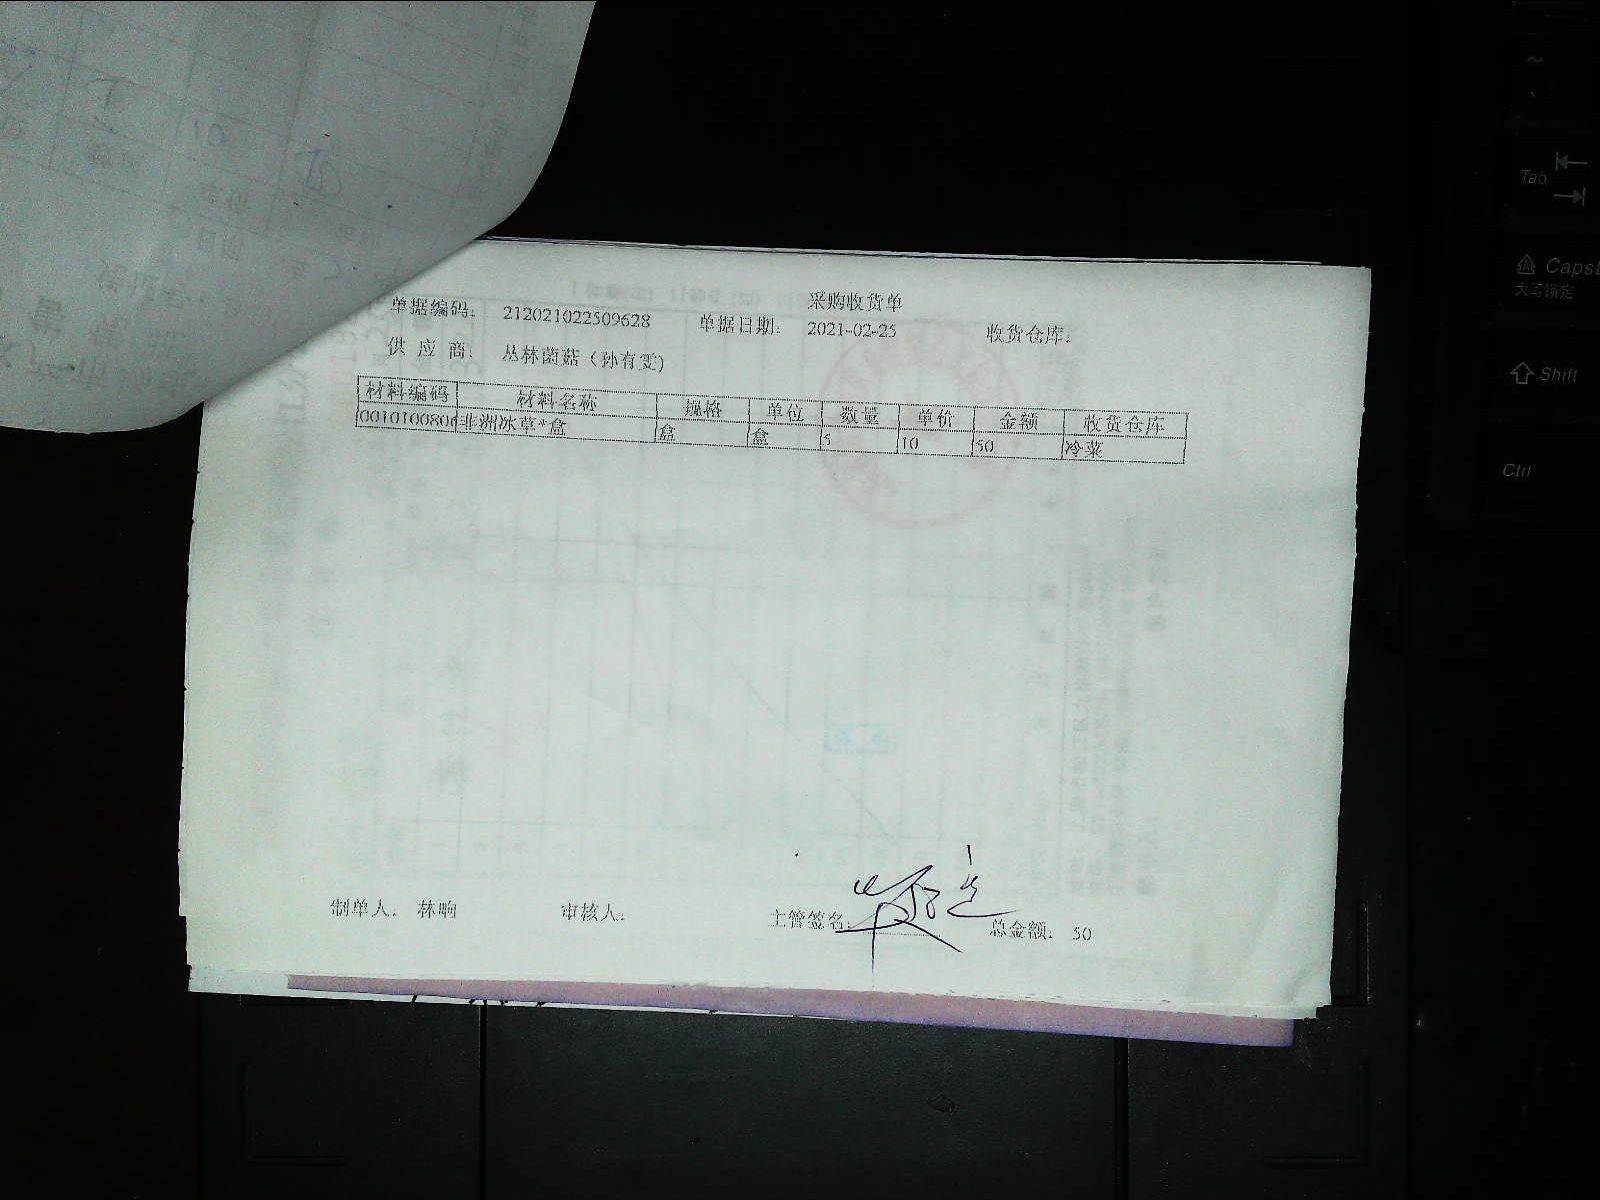 采购收货单
单据编码： 212021022509628 单据日期： 2021-02-25 收货仓库：
供 应 商： 丛林菌菇（孙有雯）
材料编码 材料名称 规格 单位 数量 单价 金额 收货仓库
0010100806 非洲冰草*盒 盒 盒 5 10 50 冷菜
制单人： 林晌 审核人： 主管签名： 总金额： 50
Tab
Caps
大写锁定
Shift
Ctrl